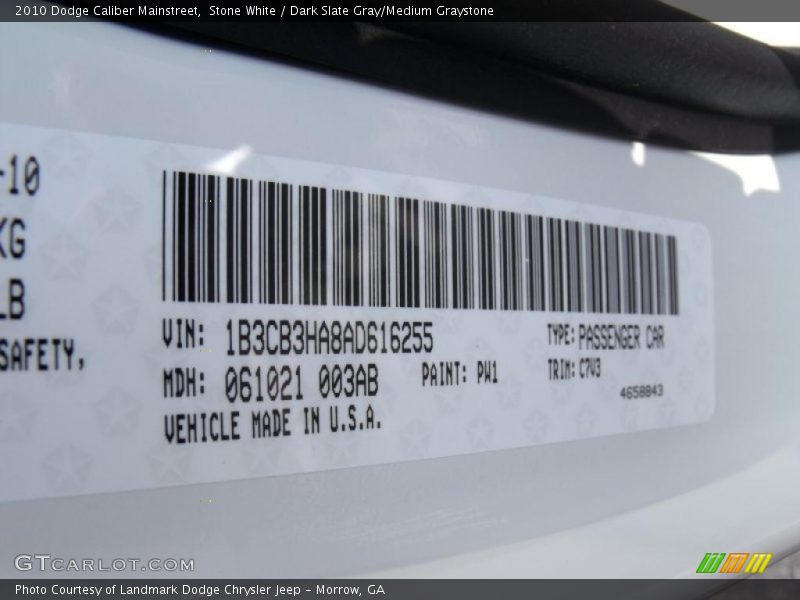 2010 Dodge Caliber Mainstreet, Stone White / Dark Slate Gray/Medium Graystone
-10
KG
LB
SAFETY,
VIN: 1B3CB3HA8AD616255 TYPE: PASSENGER CAR
MDH: 061021 003AB PAINT: PW1 TRIM: C7V3
4658843
VEHICLE MADE IN U.S.A.
GTCARLOT.COM
Photo Courtesy of Landmark Dodge Chrysler Jeep - Morrow, GA